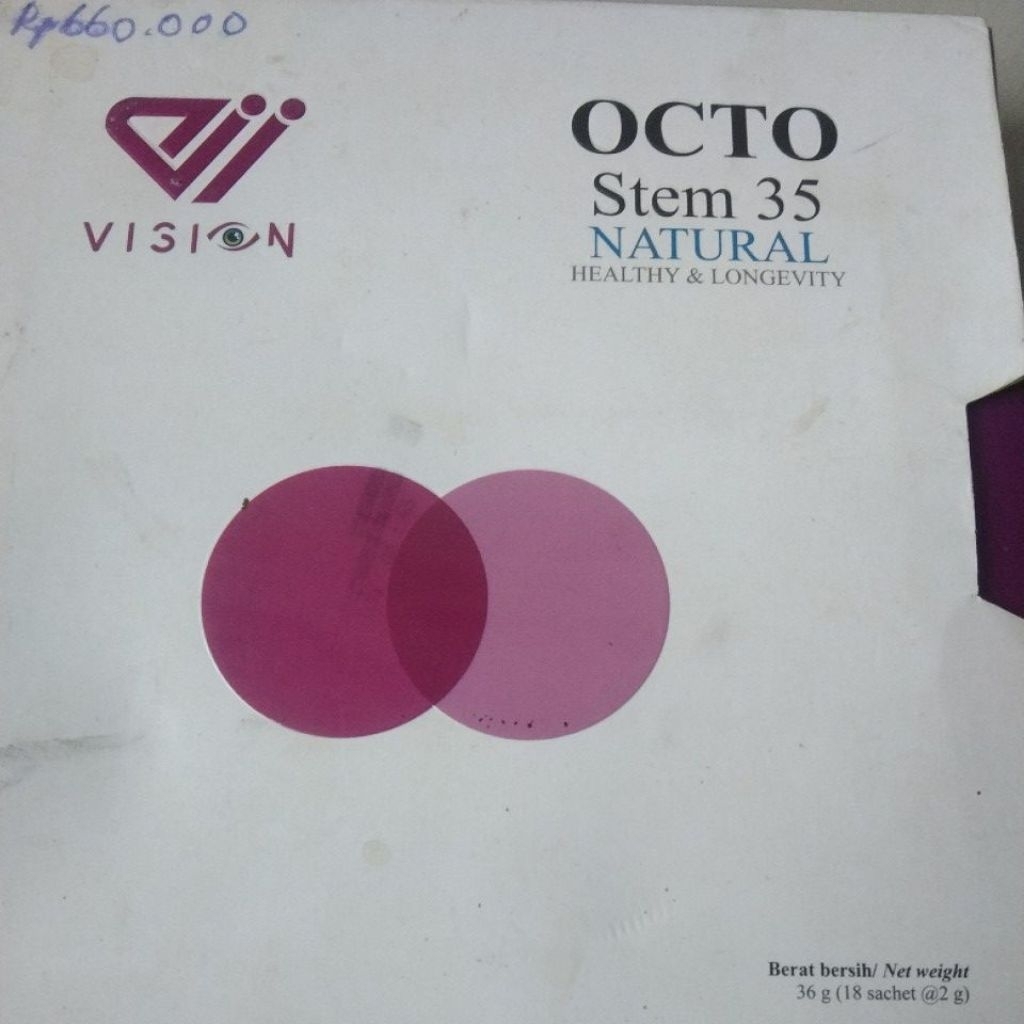 Rp660.000
VISION
OCTO
Stem 35
NATURAL
HEALTHY & LONGEVITY
Berat bersih/ Net weight
36 g (18 sachet @2 g)